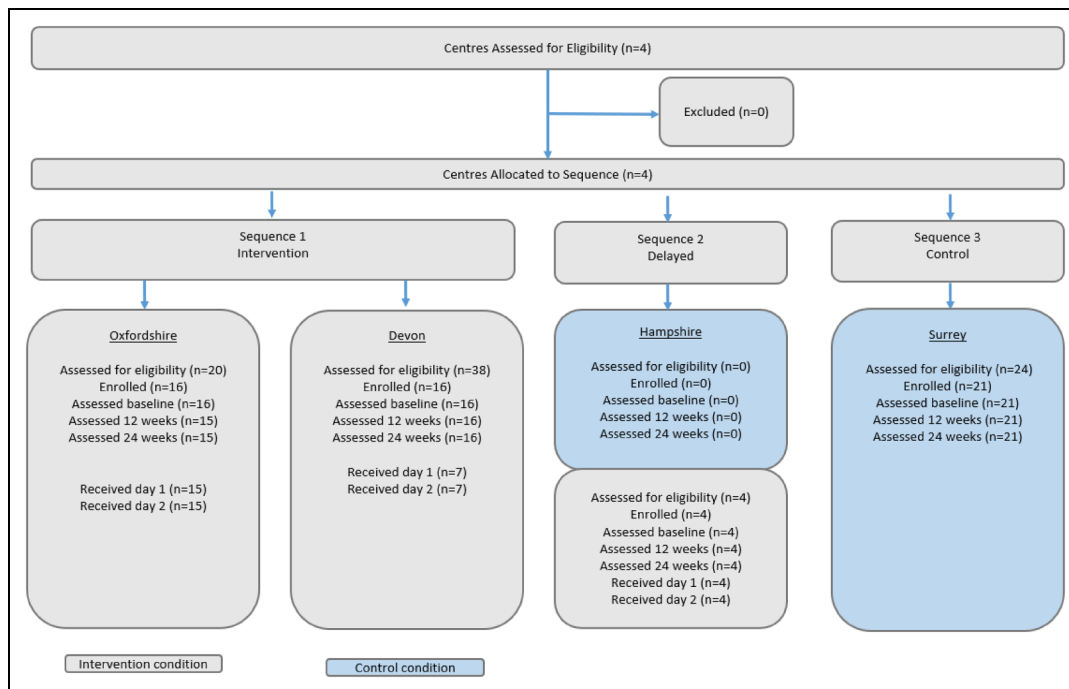 Centres Assessed for Eligibility (n=4)
Excluded (n=0)
Centres Allocated to Sequence (n=4)
Sequence 1
Intervention
Sequence 2
Delayed
Sequence 3
Control
Oxfordshire
Assessed for eligibility (n=20)
Enrolled (n=16)
Assessed baseline (n=16)
Assessed 12 weeks (n=15)
Assessed 24 weeks (n=15)
Received day 1 (n=15)
Received day 2 (n=15)
Devon
Assessed for eligibility (n=38)
Enrolled (n=16)
Assessed baseline (n=16)
Assessed 12 weeks (n=16)
Assessed 24 weeks (n=16)
Received day 1 (n=7)
Received day 2 (n=7)
Hampshire
Assessed for eligibility (n=0)
Enrolled (n=0)
Assessed baseline (n=0)
Assessed 12 weeks (n=0)
Assessed 24 weeks (n=0)
Assessed for eligibility (n=4)
Enrolled (n=4)
Assessed baseline (n=4)
Assessed 12 weeks (n=4)
Assessed 24 weeks (n=4)
Received day 1 (n=4)
Received day 2 (n=4)
Surrey
Assessed for eligibility (n=24)
Enrolled (n=21)
Assessed baseline (n=21)
Assessed 12 weeks (n=21)
Assessed 24 weeks (n=21)
Intervention condition
Control condition